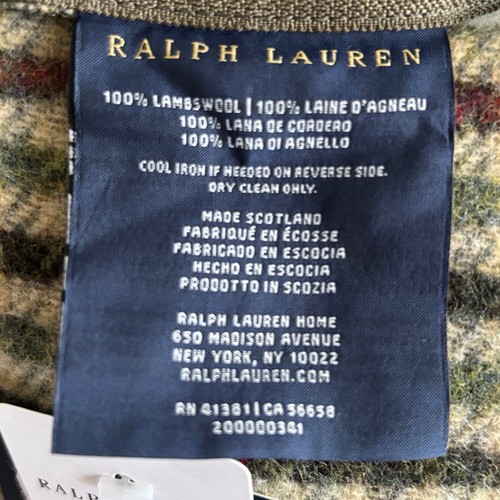 RALPH LAUREN
100% LAMBSWOOL | 100% LAINE D'AGNEAU
100% LANA DE CORDERO
100% LANA DI AGNELLO
COOL IRON IF NEEDED ON REVERSE SIDE.
DRY CLEAN ONLY.
MADE SCOTLAND
FABRIQUÉ EN ÉCOSSE
FABRICADO EN ESCOCIA
HECHO EN ESCOCIA
PRODOTTO IN SCOZIA
RALPH LAUREN HOME
650 MADISON AVENUE
NEW YORK, NY 10022
RALPHLAUREN.COM
RN 41381 | CA 56658
200000341
RALP